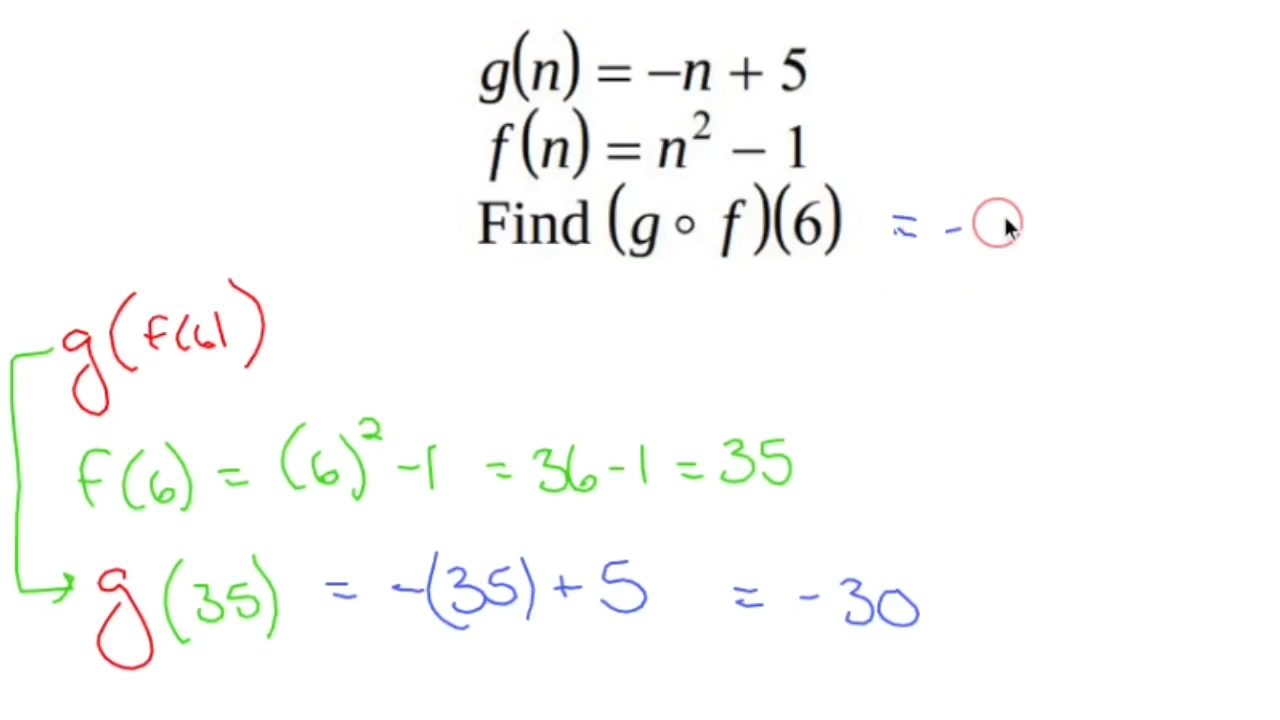 g(n) = −n + 5
f(n) = n² − 1
Find (g ∘ f)(6) = -
g(f(6))
f(6) = (6)² - 1 = 36 - 1 = 35
g(35) = -(35) + 5 = -30